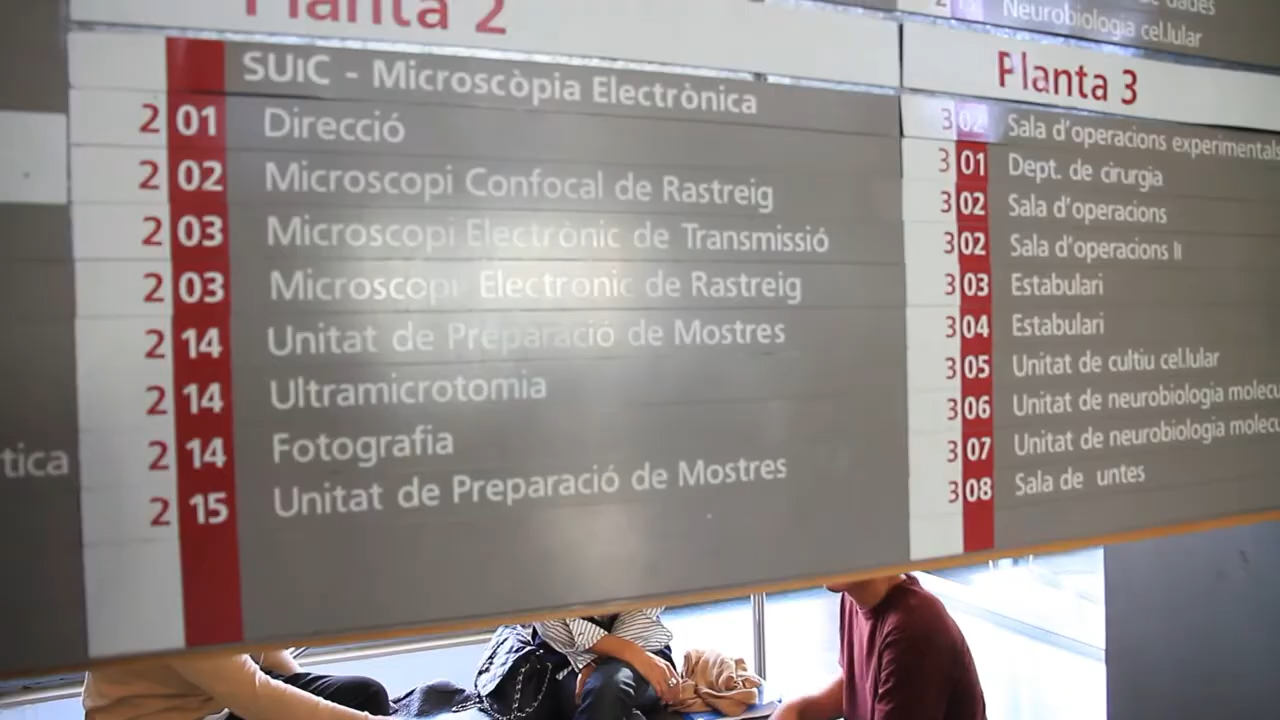 Planta 2
SUiC - Microscòpia Electrònica
2 01 Direcció
2 02 Microscopi Confocal de Rastreig
2 03 Microscopi Electrònic de Transmissió
2 03 Microscopi Electronic de Rastreig
2 14 Unitat de Preparació de Mostres
2 14 Ultramicrotomia
2 14 Fotografia
2 15 Unitat de Preparació de Mostres
tica
de dades
Neurobiologia cel.lular
Planta 3
3 02 Sala d'operacions experimentals
3 01 Dept. de cirurgia
3 02 Sala d'operacions
3 02 Sala d'operacions II
3 03 Estabulari
3 04 Estabulari
3 05 Unitat de cultiu cel.lular
3 06 Unitat de neurobiologia molecu
3 07 Unitat de neurobiologia molecu
3 08 Sala de untes